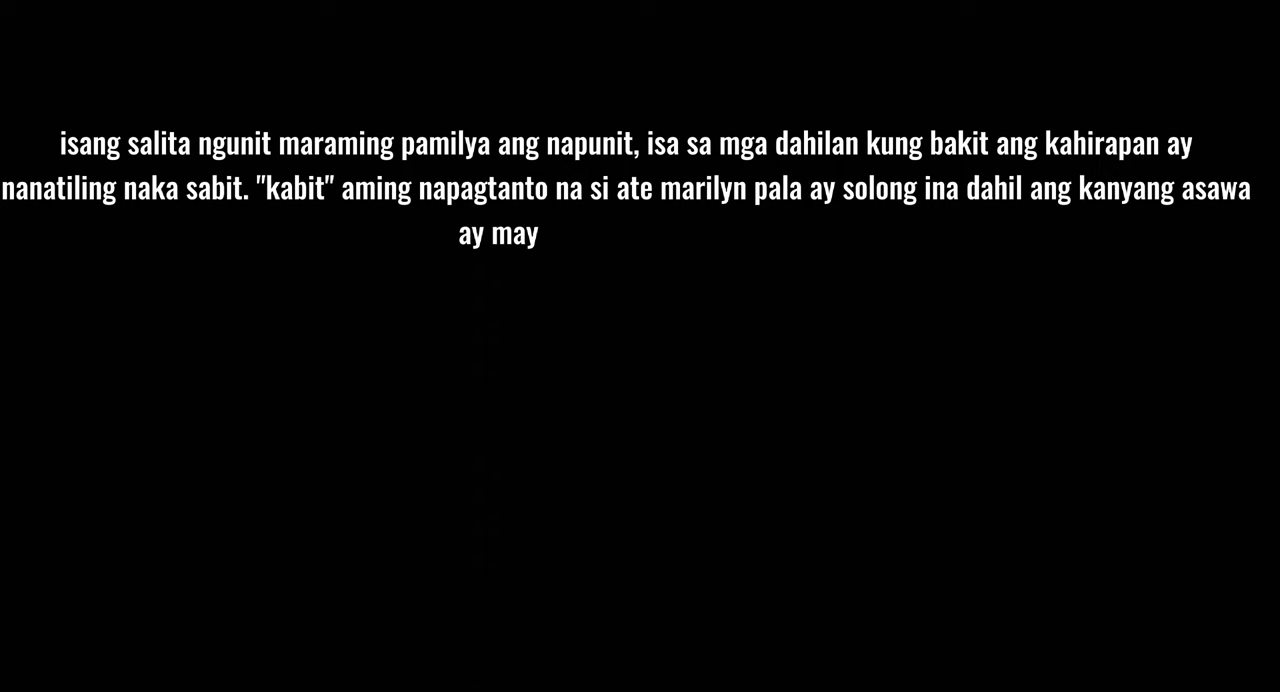 isang salita ngunit maraming pamilya ang napunit, isa sa mga dahilan kung bakit ang kahirapan ay
nanatiling naka sabit. "kabit" aming napagtanto na si ate marilyn pala ay solong ina dahil ang kanyang asawa
ay may